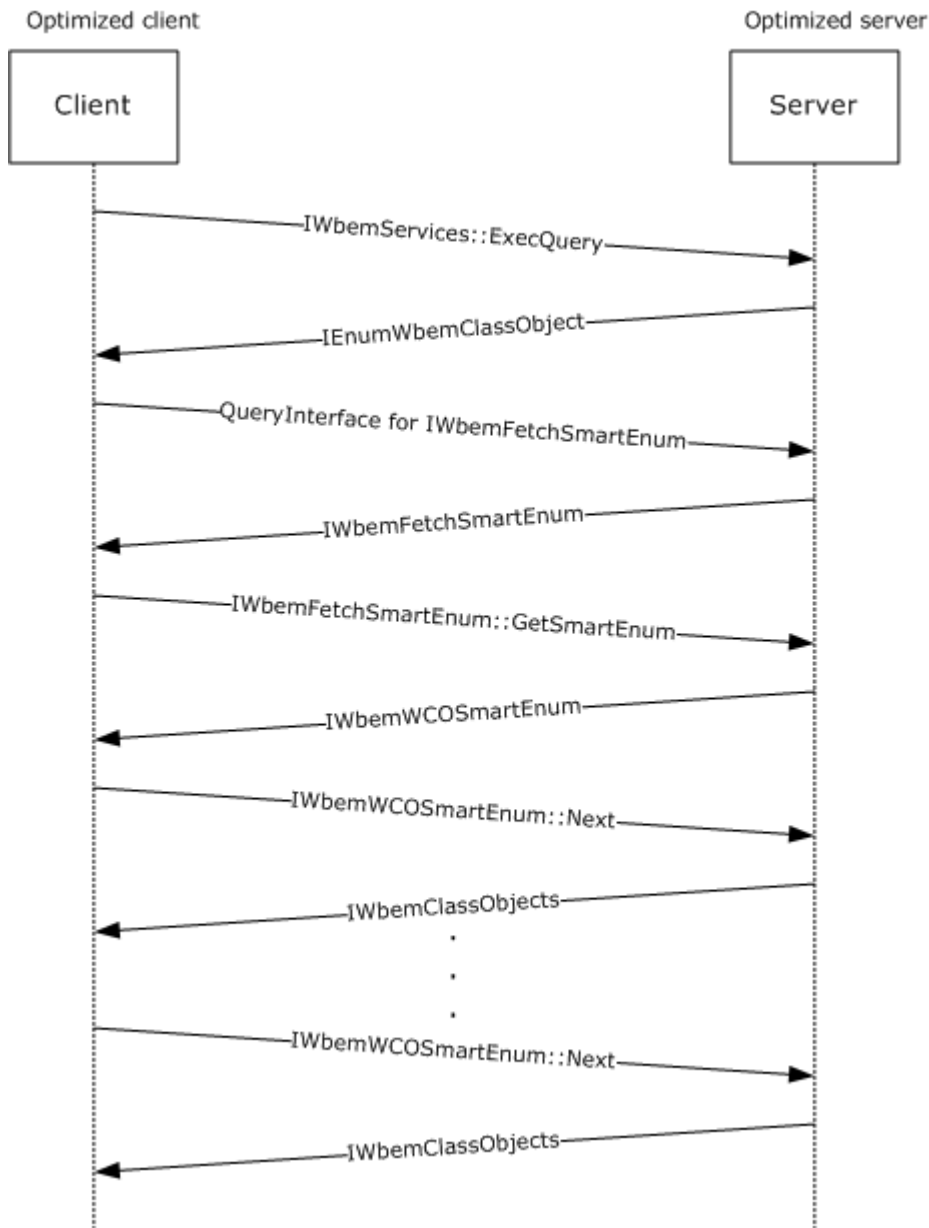 Optimized client
Optimized server
Client
Server
IWbemServices::ExecQuery
IEnumWbemClassObject
QueryInterface for IWbemFetchSmartEnum
IWbemFetchSmartEnum
IWbemFetchSmartEnum::GetSmartEnum
IWbemWCOSmartEnum
IWbemWCOSmartEnum::Next
IWbemClassObjects
.
.
.
IWbemWCOSmartEnum::Next
IWbemClassObjects